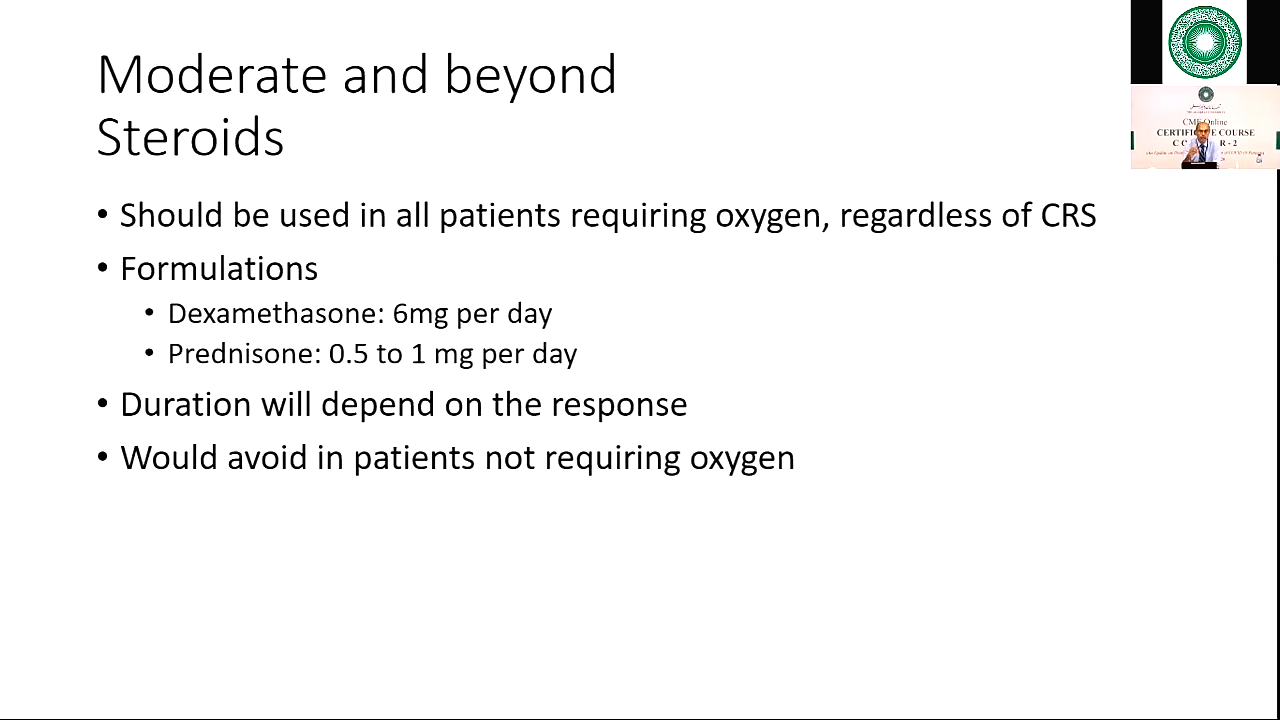 Moderate and beyond
Steroids
• Should be used in all patients requiring oxygen, regardless of CRS
• Formulations
• Dexamethasone: 6mg per day
• Prednisone: 0.5 to 1 mg per day
• Duration will depend on the response
• Would avoid in patients not requiring oxygen
CME Online
COURSE